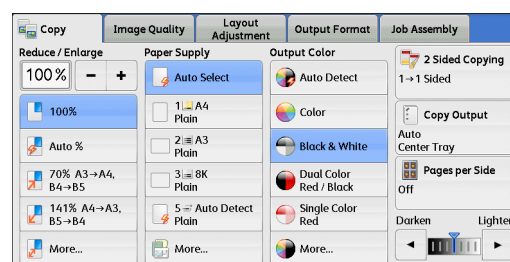 Copy
Image Quality
Layout
Adjustment
Output Format
Job Assembly
Reduce / Enlarge
100%
100%
Auto %
70% A3→A4,
B4→B5
141% A4→A3,
B5→B4
More...
Paper Supply
Auto Select
1 A4
Plain
2 A3
Plain
3 8K
Plain
5 Auto Detect
Plain
More...
Output Color
Auto Detect
Color
Black & White
Dual Color
Red / Black
Single Color
Red
More...
2 Sided Copying
1→1 Sided
Copy Output
Auto
Center Tray
Pages per Side
Off
Darken
Lighte